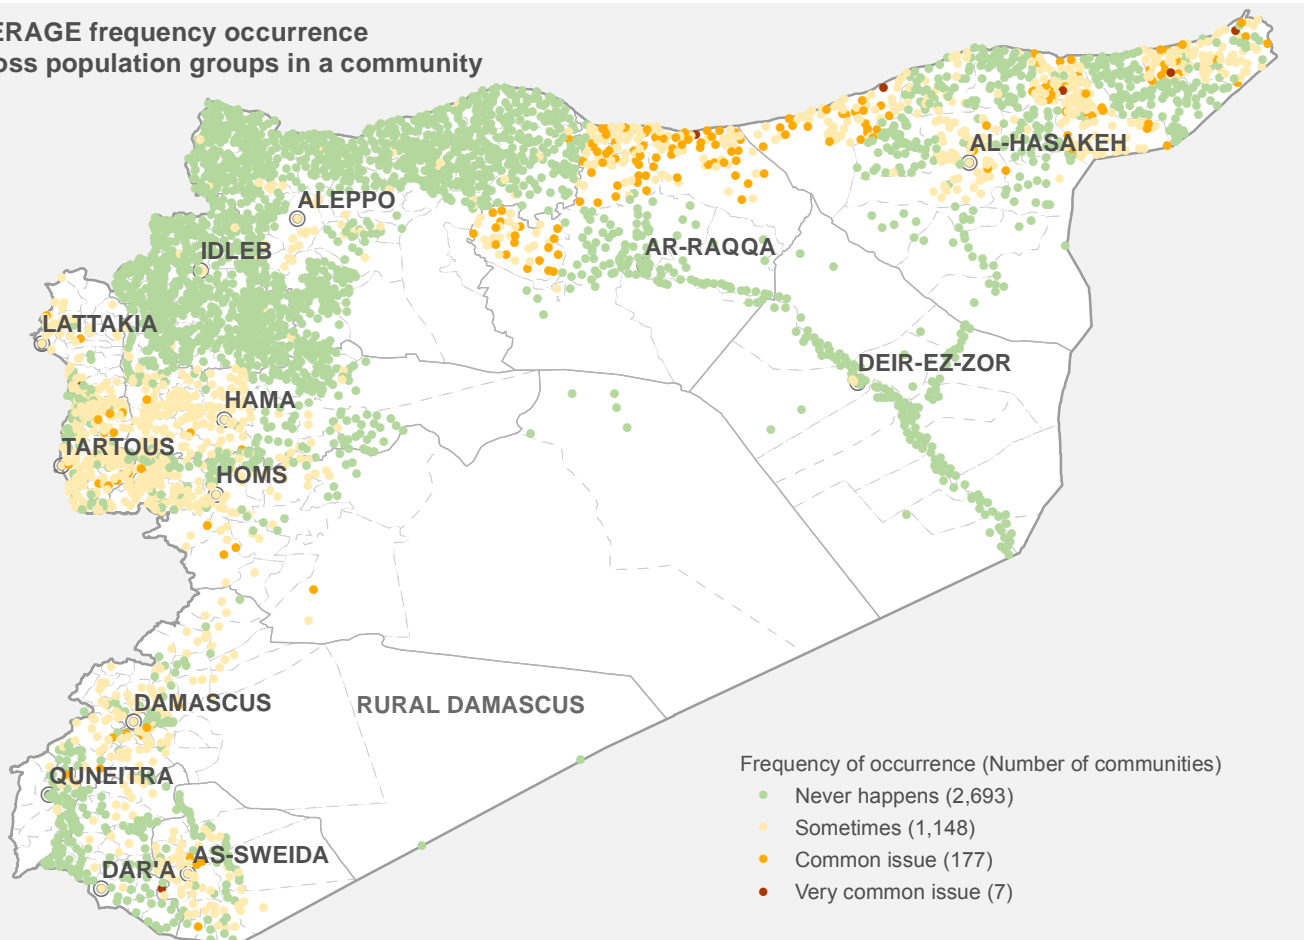 ERAGE frequency occurrence
oss population groups in a community
ALEPPO
IDLEB
LATTAKIA
HAMA
TARTOUS
HOMS
AR-RAQQA
AL-HASAKEH
DEIR-EZ-ZOR
DAMASCUS
RURAL DAMASCUS
QUNEITRA
DAR'A
AS-SWEIDA
Frequency of occurrence (Number of communities)
Never happens (2,693)
Sometimes (1,148)
Common issue (177)
Very common issue (7)